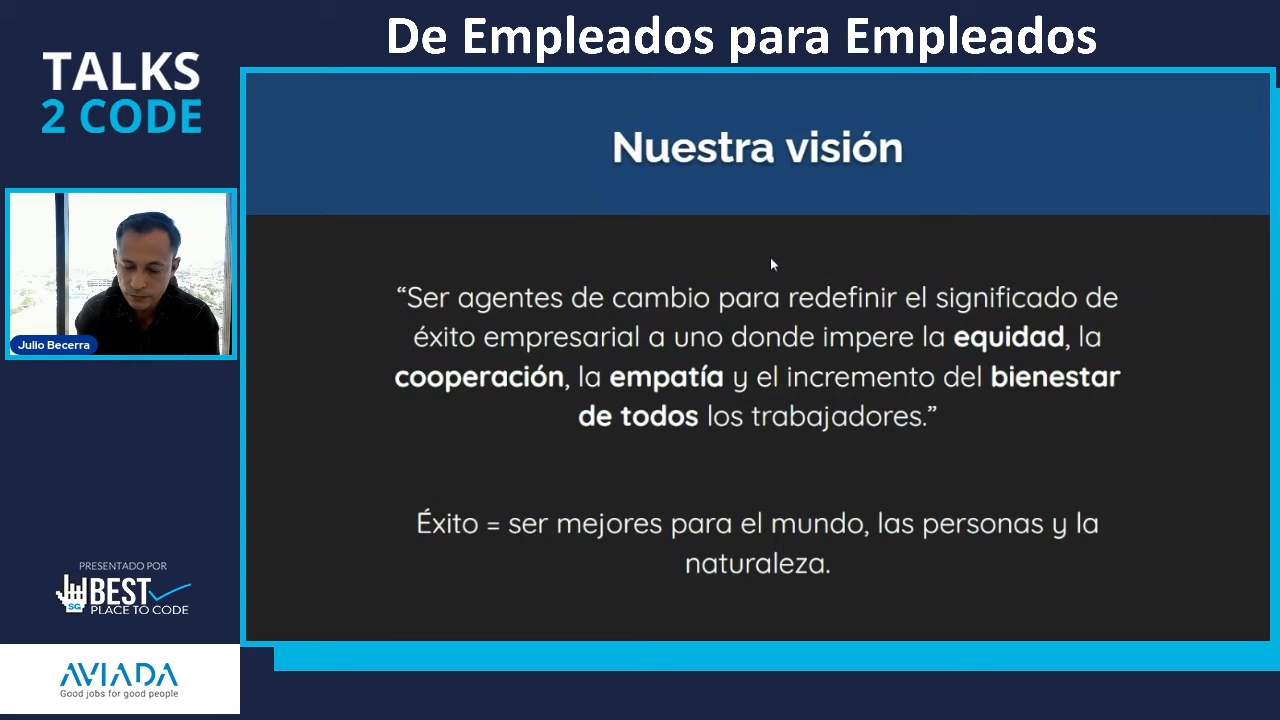 De Empleados para Empleados
TALKS
2 CODE
Nuestra visión
“Ser agentes de cambio para redefinir el significado de
éxito empresarial a uno donde impere la equidad, la
cooperación, la empatía y el incremento del bienestar
de todos los trabajadores.”
Éxito = ser mejores para el mundo, las personas y la
naturaleza.
Julio Becerra
PRESENTADO POR
SG
BEST
PLACE TO CODE
AVIADA
Good jobs for good people